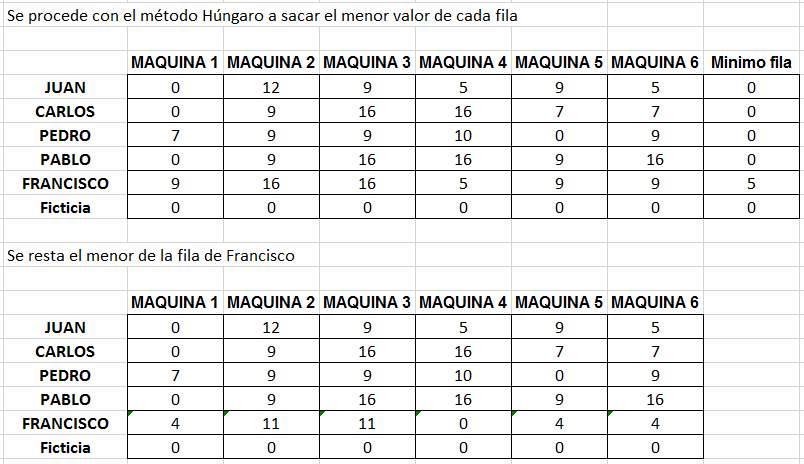 Se procede con el método Húngaro a sacar el menor valor de cada fila
MAQUINA 1 MAQUINA 2 MAQUINA 3 MAQUINA 4 MAQUINA 5 MAQUINA 6 Minimo fila
JUAN 0 12 9 5 9 5 0
CARLOS 0 9 16 16 7 7 0
PEDRO 7 9 9 10 0 9 0
PABLO 0 9 16 16 9 16 0
FRANCISCO 9 16 16 5 9 9 5
Ficticia 0 0 0 0 0 0 0
Se resta el menor de la fila de Francisco
MAQUINA 1 MAQUINA 2 MAQUINA 3 MAQUINA 4 MAQUINA 5 MAQUINA 6
JUAN 0 12 9 5 9 5
CARLOS 0 9 16 16 7 7
PEDRO 7 9 9 10 0 9
PABLO 0 9 16 16 9 16
FRANCISCO 4 11 11 0 4 4
Ficticia 0 0 0 0 0 0